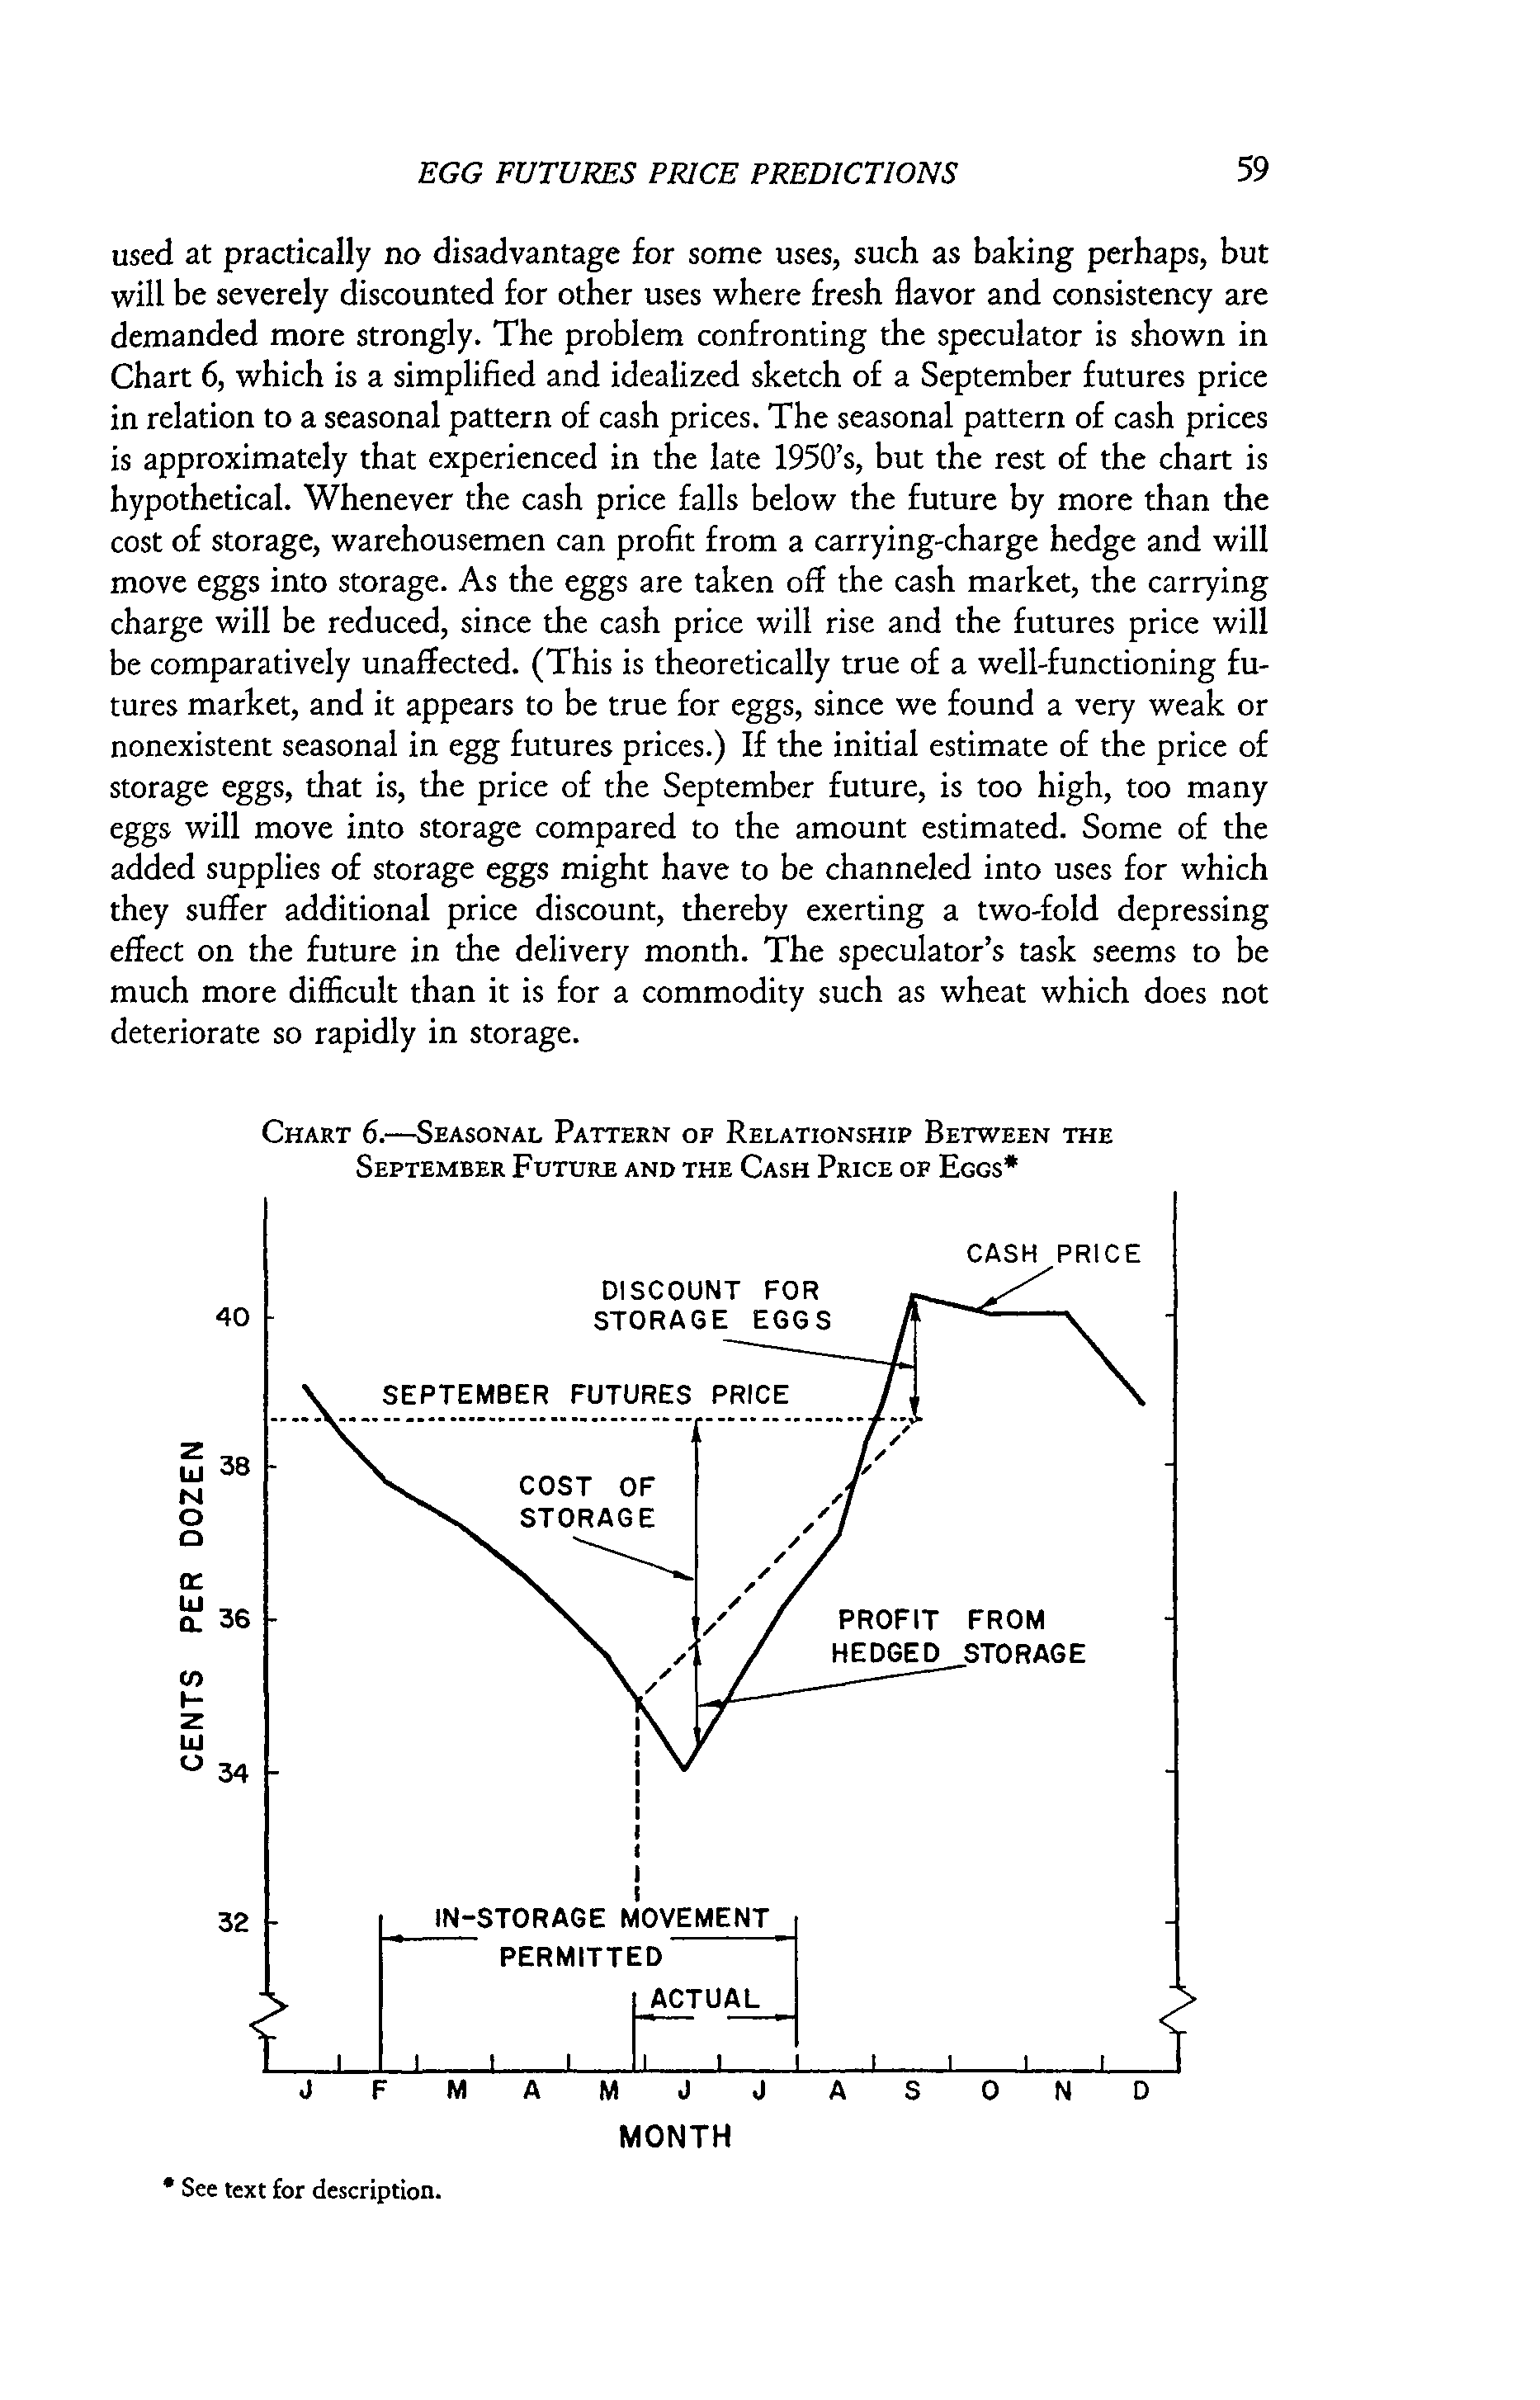 EGG FUTURES PRICE PREDICTIONS 59
used at practically no disadvantage for some uses, such as baking perhaps, but
will be severely discounted for other uses where fresh flavor and consistency are
demanded more strongly. The problem confronting the speculator is shown in
Chart 6, which is a simplified and idealized sketch of a September futures price
in relation to a seasonal pattern of cash prices. The seasonal pattern of cash prices
is approximately that experienced in the late 1950's, but the rest of the chart is
hypothetical. Whenever the cash price falls below the future by more than the
cost of storage, warehousemen can profit from a carrying-charge hedge and will
move eggs into storage. As the eggs are taken off the cash market, the carrying
charge will be reduced, since the cash price will rise and the futures price will
be comparatively unaffected. (This is theoretically true of a well-functioning fu-
tures market, and it appears to be true for eggs, since we found a very weak or
nonexistent seasonal in egg futures prices.) If the initial estimate of the price of
storage eggs, that is, the price of the September future, is too high, too many
eggs will move into storage compared to the amount estimated. Some of the
added supplies of storage eggs might have to be channeled into uses for which
they suffer additional price discount, thereby exerting a two-fold depressing
effect on the future in the delivery month. The speculator's task seems to be
much more difficult than it is for a commodity such as wheat which does not
deteriorate so rapidly in storage.
CHART 6.—SEASONAL PATTERN OF RELATIONSHIP BETWEEN THE
SEPTEMBER FUTURE AND THE CASH PRICE OF EGGS*
CASH PRICE
DISCOUNT FOR
STORAGE EGGS
40
SEPTEMBER FUTURES PRICE
38
COST OF
STORAGE
CENTS PER DOZEN
36
PROFIT FROM
HEDGED STORAGE
34
32
IN-STORAGE MOVEMENT
PERMITTED
ACTUAL
J F M A M J J A S O N D
MONTH
* See text for description.